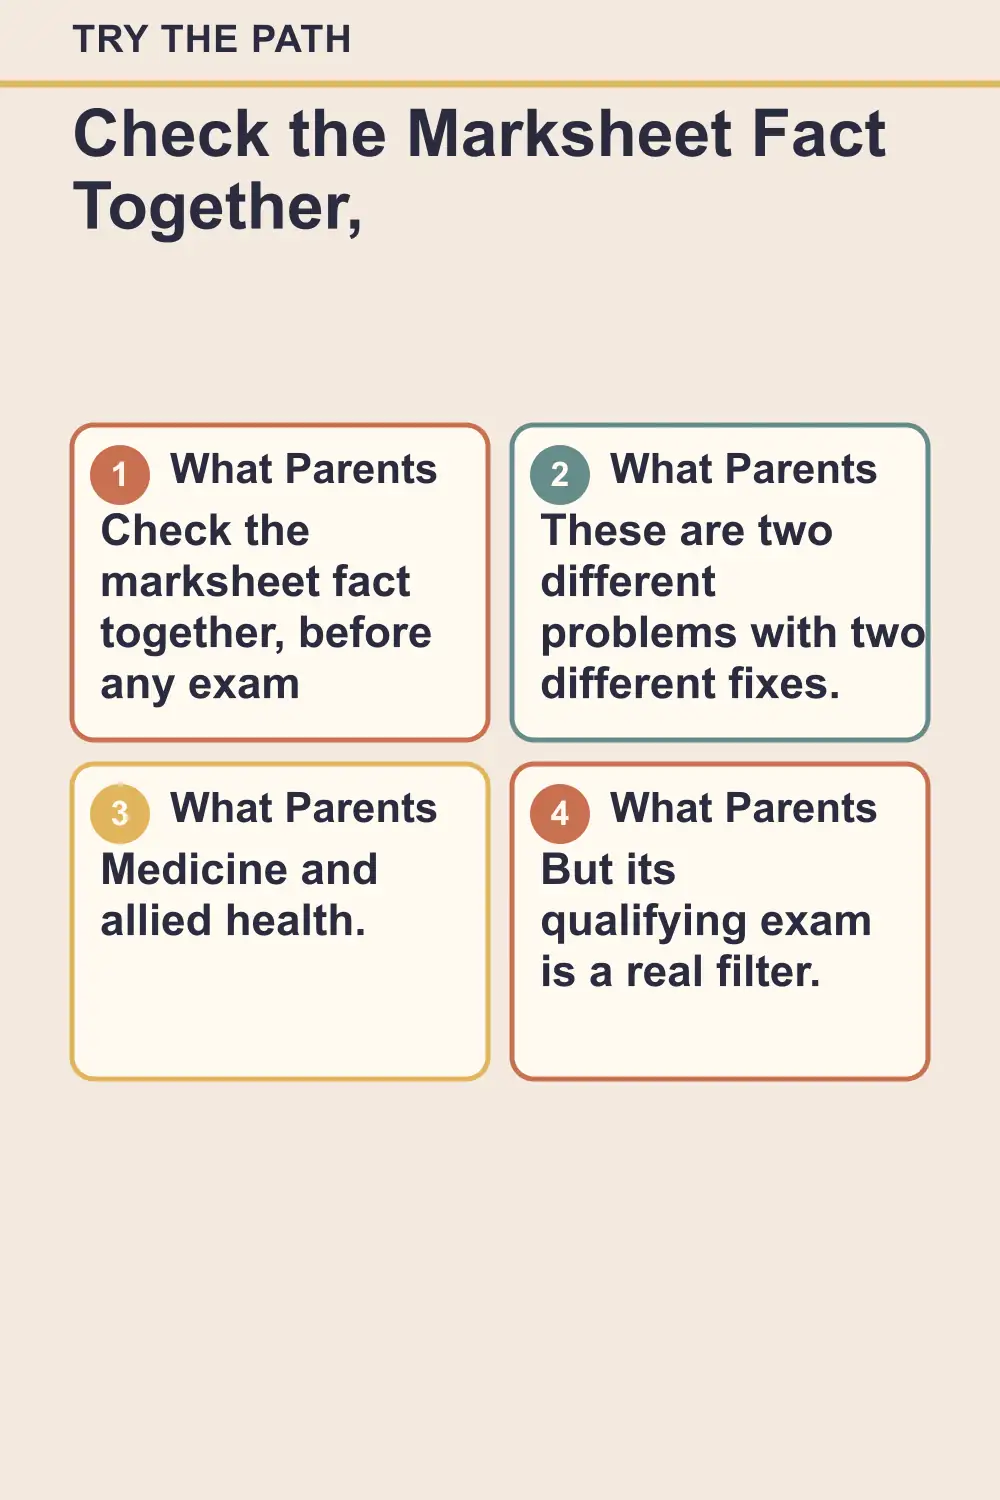 TRY THE PATH
Check the Marksheet Fact
Together,
1 What Parents
Check the
marksheet fact
together, before
any exam
2 What Parents
These are two
different
problems with two
different fixes.
3 What Parents
Medicine and
allied health.
4 What Parents
But its
qualifying exam
is a real filter.